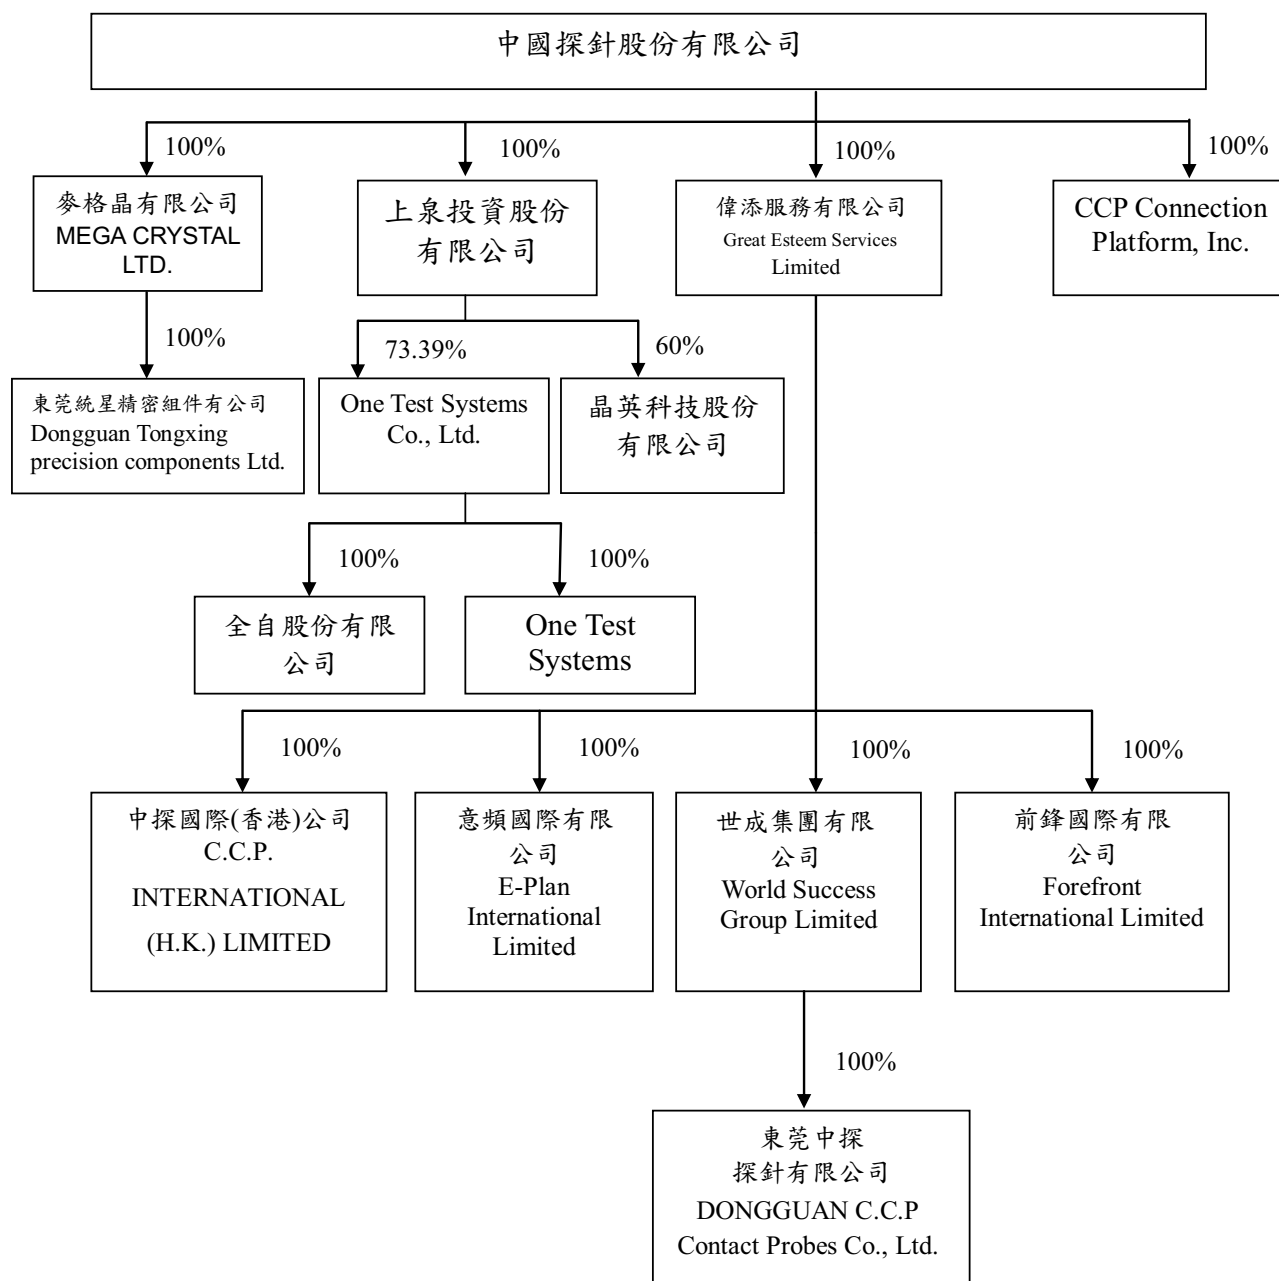 中國探針股份有限公司
100%
100%
100%
100%
麥格晶有限公司
MEGA CRYSTAL
LTD.
上泉投資股份
有限公司
偉添服務有限公司
Great Esteem Services
Limited
CCP Connection
Platform, Inc.
100%
73.39%
60%
東莞統星精密組件有公司
Dongguan Tongxing
precision components Ltd.
One Test Systems
Co., Ltd.
晶英科技股份
有限公司
100%
100%
全自股份有限
公司
One Test
Systems
100%
100%
100%
100%
中探國際(香港)公司
C.C.P.
INTERNATIONAL
(H.K.) LIMITED
意頻國際有限
公司
E-Plan
International
Limited
世成集團有限
公司
World Success
Group Limited
前鋒國際有限
公司
Forefront
International Limited
100%
東莞中探
探針有限公司
DONGGUAN C.C.P
Contact Probes Co., Ltd.